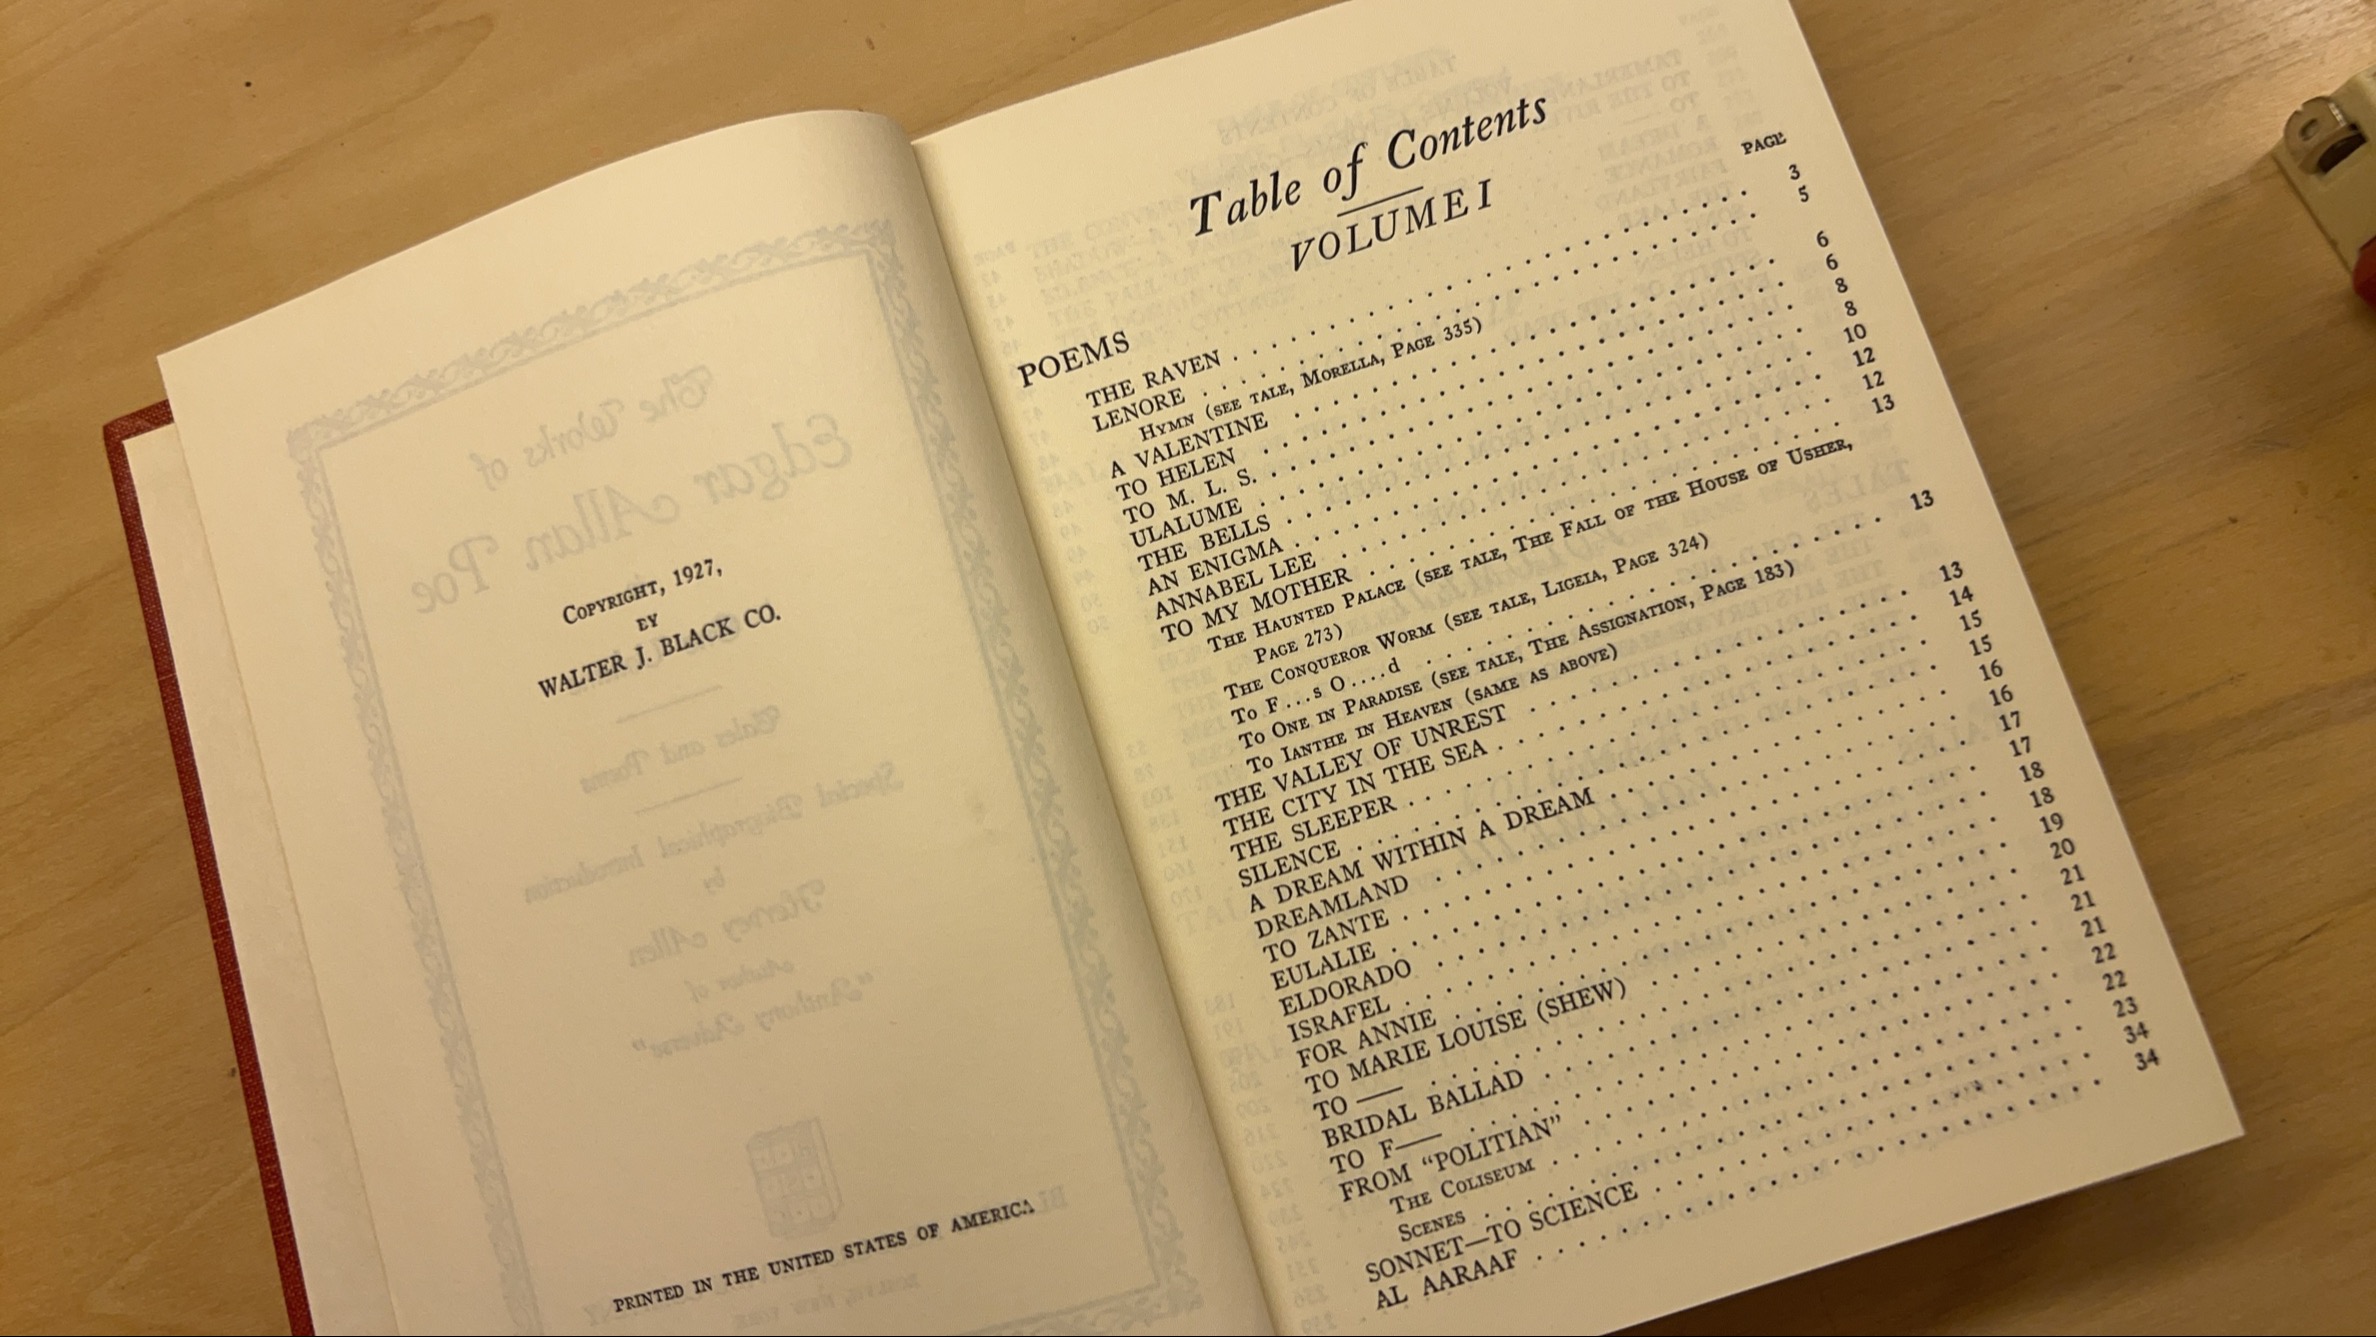 COPYRIGHT, 1927,
BY
WALTER J. BLACK CO.
PRINTED IN THE UNITED STATES OF AMERICA
Table of Contents
VOLUME I
PAGE
POEMS
THE RAVEN . . . . . . . . . . 3
LENORE . . . . . . . . . . 5
HYMN (SEE TALE, MORELLA, PAGE 335)
A VALENTINE . . . . . . . . . . 6
TO HELEN . . . . . . . . . . 6
TO M. L. S. . . . . . . . . . . 8
ULALUME . . . . . . . . . . 8
THE BELLS . . . . . . . . . . 10
AN ENIGMA . . . . . . . . . . 12
ANNABEL LEE . . . . . . . . . . 12
TO MY MOTHER . . . . . . . . . . 13
THE HAUNTED PALACE (SEE TALE, THE FALL OF THE HOUSE OF USHER,
PAGE 273)
THE CONQUEROR WORM (SEE TALE, LIGEIA, PAGE 324)
TO F...s O....d . . . . . . . . . . 13
TO ONE IN PARADISE (SEE TALE, THE ASSIGNATION, PAGE 183)
TO IANTHE IN HEAVEN (SAME AS ABOVE)
THE VALLEY OF UNREST . . . . . . . . . . 13
THE CITY IN THE SEA . . . . . . . . . . 14
THE SLEEPER . . . . . . . . . . 15
SILENCE . . . . . . . . . . 15
A DREAM WITHIN A DREAM . . . . . . . . . . 16
DREAMLAND . . . . . . . . . . 16
TO ZANTE . . . . . . . . . . 17
EULALIE . . . . . . . . . . 17
ELDORADO . . . . . . . . . . 18
ISRAFEL . . . . . . . . . . 18
FOR ANNIE . . . . . . . . . . 19
TO MARIE LOUISE (SHEW) . . . . . . . . . . 20
TO —— . . . . . . . . . . 21
BRIDAL BALLAD . . . . . . . . . . 21
TO F—— . . . . . . . . . . 21
FROM “POLITIAN” . . . . . . . . . . 22
THE COLISEUM . . . . . . . . . . 22
SCENES . . . . . . . . . . 23
SONNET—TO SCIENCE . . . . . . . . . . 34
AL AARAAF . . . . . . . . . . 34